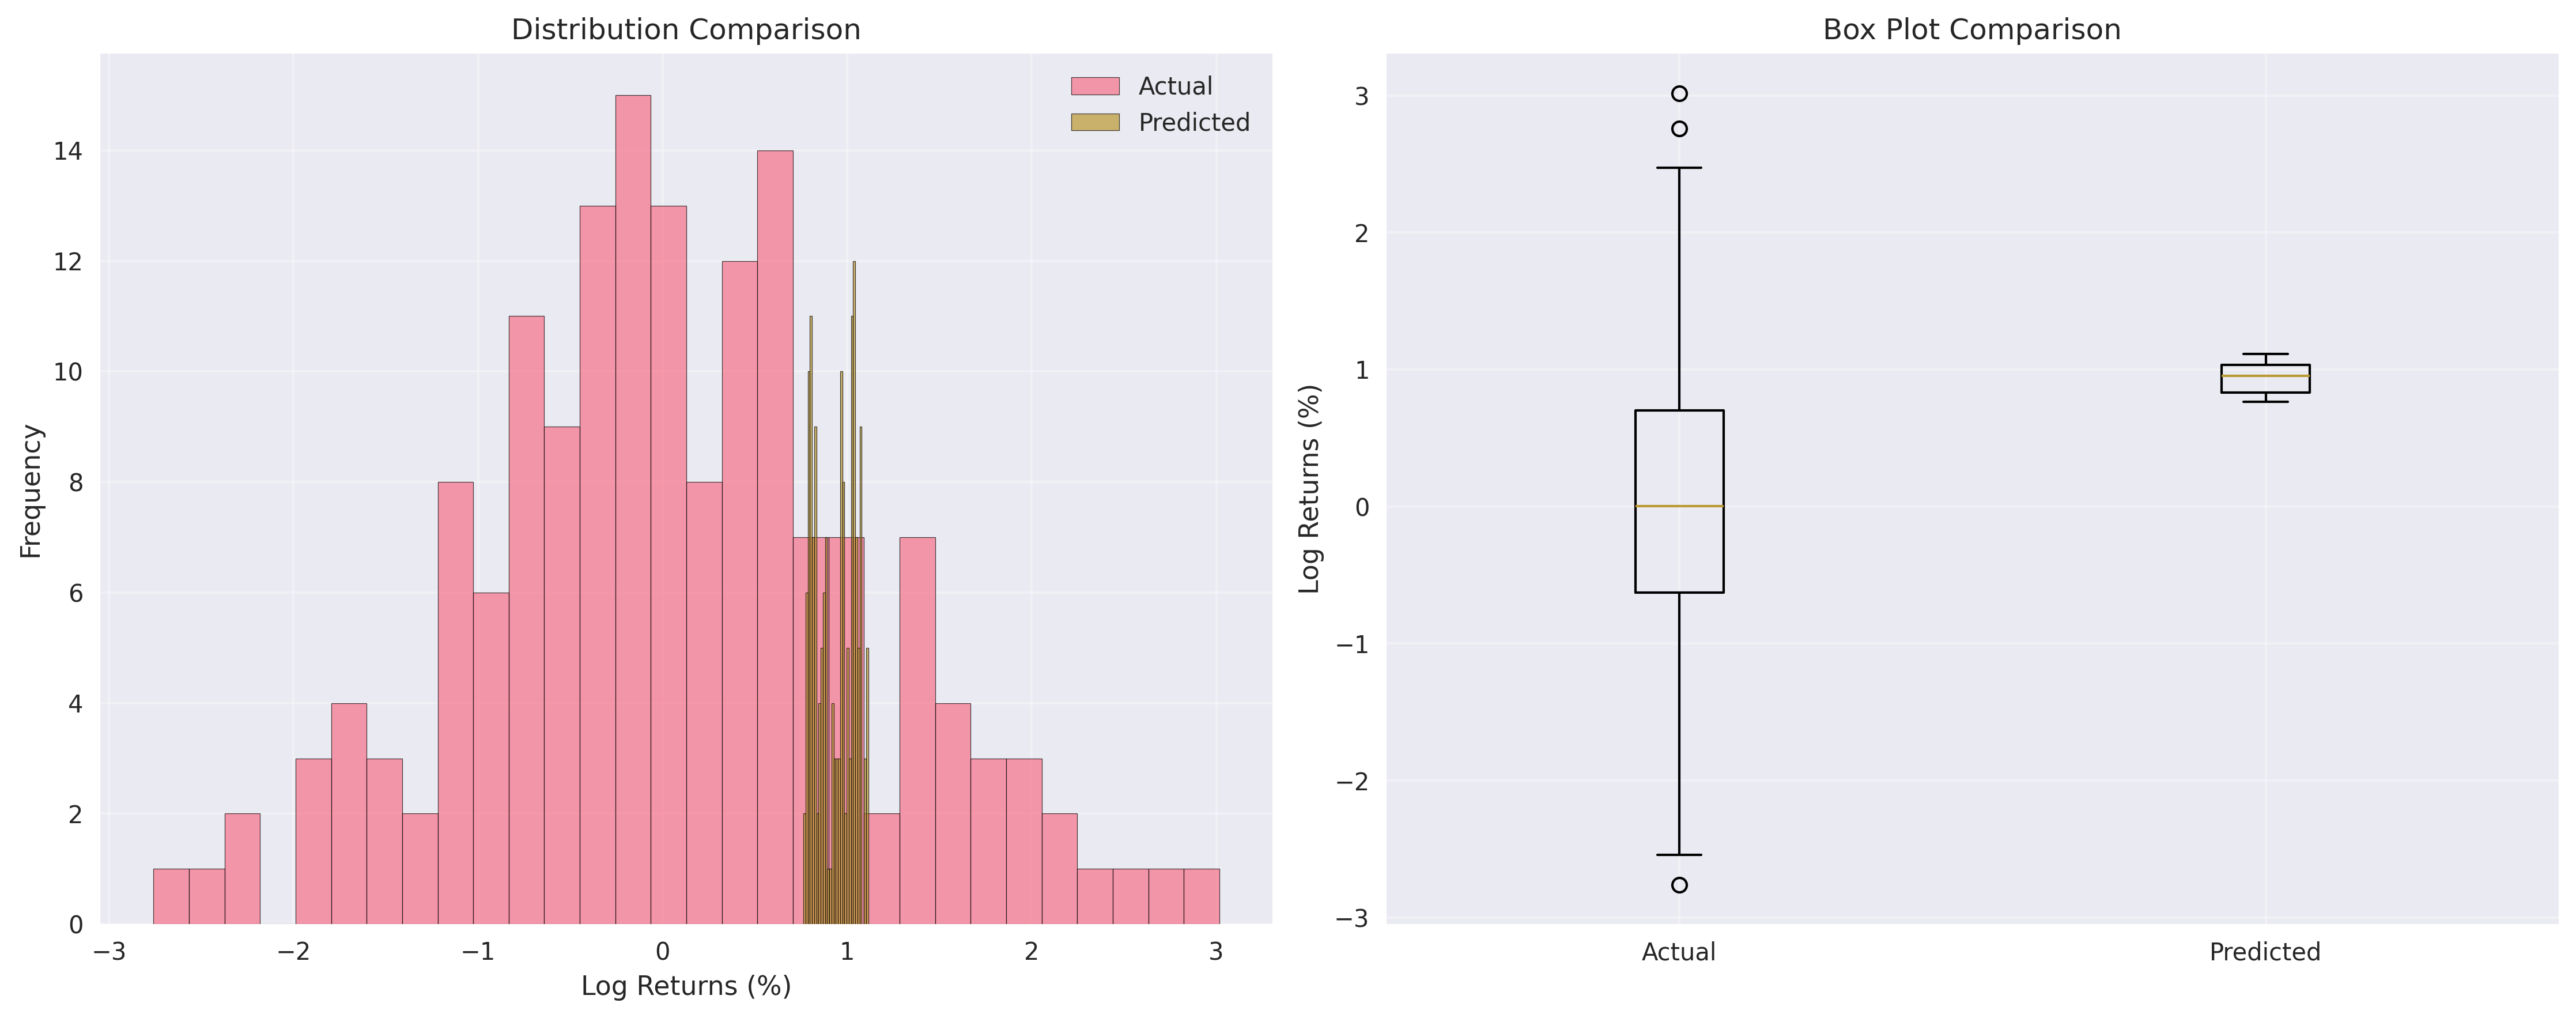 Distribution Comparison
Actual
Predicted
14
12
10
8
6
4
2
0
Frequency
−3 −2 −1 0 1 2 3
Log Returns (%)
Box Plot Comparison
3
2
1
0
−1
−2
−3
Log Returns (%)
Actual Predicted